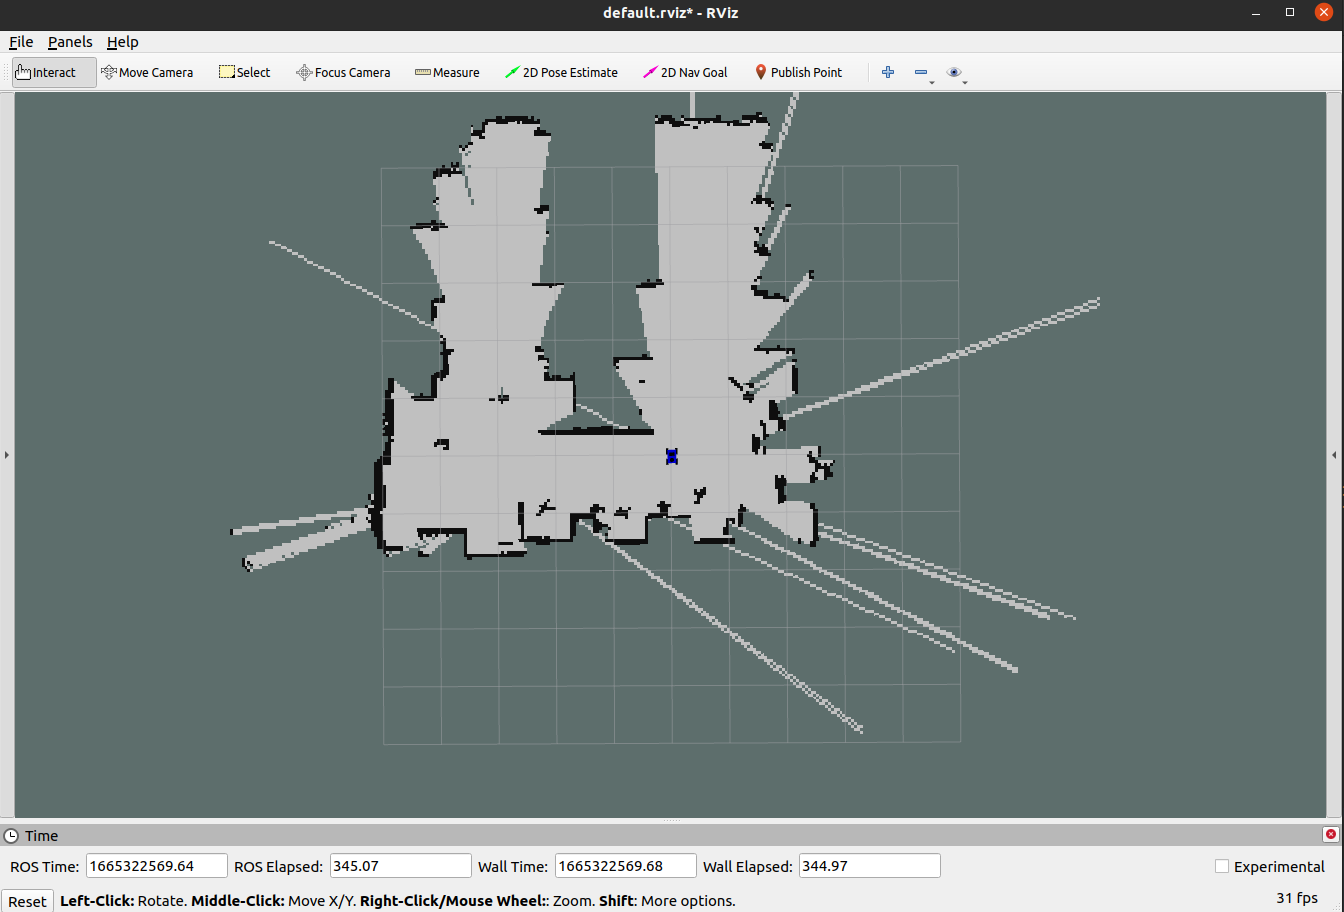 default.rviz* - RViz
File Panels Help
Interact Move Camera Select Focus Camera Measure 2D Pose Estimate 2D Nav Goal Publish Point
Time
ROS Time: 1665322569.64 ROS Elapsed: 345.07 Wall Time: 1665322569.68 Wall Elapsed: 344.97 Experimental
Reset Left-Click: Rotate. Middle-Click: Move X/Y. Right-Click/Mouse Wheel:: Zoom. Shift: More options. 31 fps